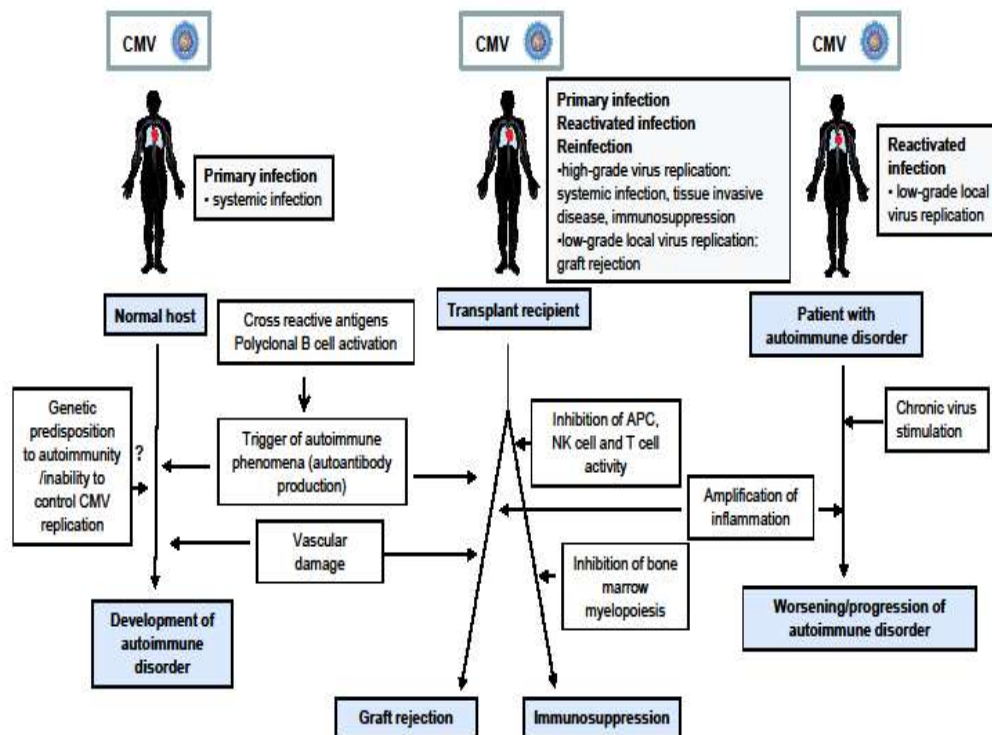 CMV
CMV
CMV
Primary infection
• systemic infection
Primary infection
Reactivated infection
Reinfection
•high-grade virus replication:
systemic infection, tissue invasive
disease, immunosuppression
•low-grade local virus replication:
graft rejection
Reactivated
infection
• low-grade local
virus replication
Normal host
Transplant recipient
Patient with
autoimmune disorder
Cross reactive antigens
Polyclonal B cell activation
Genetic
predisposition
to autoimmunity
/inability to
control CMV
replication
?
Trigger of autoimmune
phenomena (autoantibody
production)
Inhibition of APC,
NK cell and T cell
activity
Chronic virus
stimulation
Amplification of
inflammation
Vascular
damage
Inhibition of bone
marrow
myelopoiesis
Development of
autoimmune
disorder
Worsening/progression of
autoimmune disorder
Graft rejection
Immunosuppression